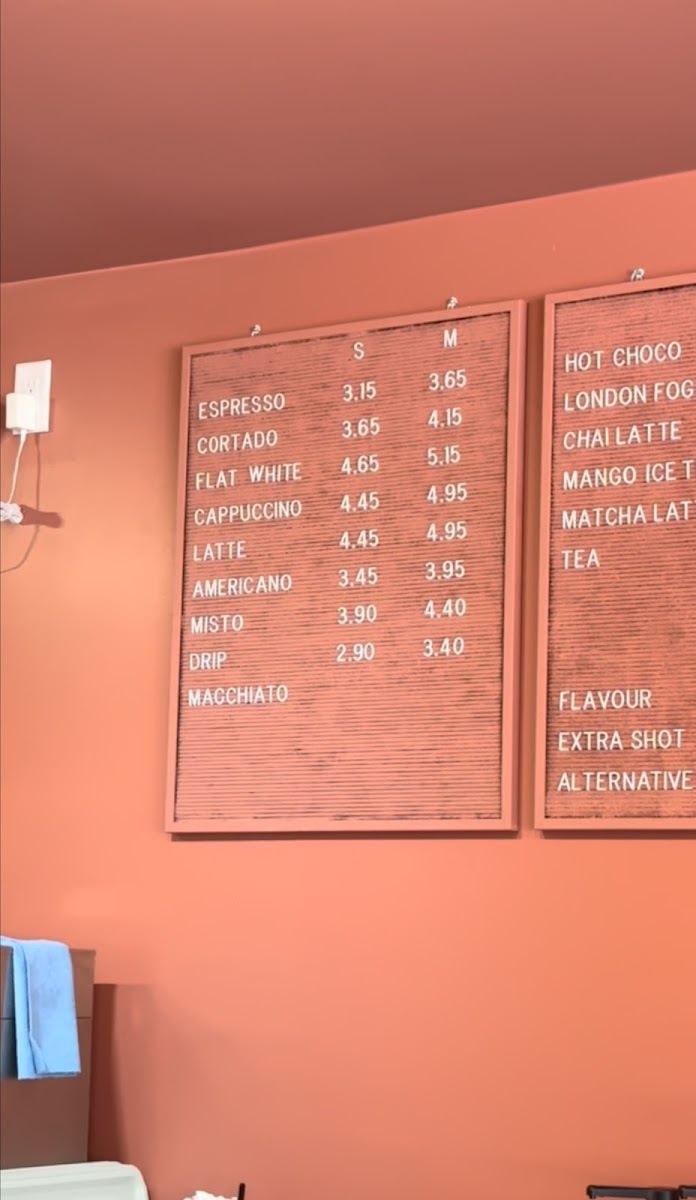 S M
ESPRESSO 3.15 3.65
CORTADO 3.65 4.15
FLAT WHITE 4.65 5.15
CAPPUCCINO 4.45 4.95
LATTE 4.45 4.95
AMERICANO 3.45 3.95
MISTO 3.90 4.40
DRIP 2.90 3.40
MACCHIATO
HOT CHOCO
LONDON FOG
CHAI LATTE
MANGO ICE T
MATCHA LAT
TEA
FLAVOUR
EXTRA SHOT
ALTERNATIVE